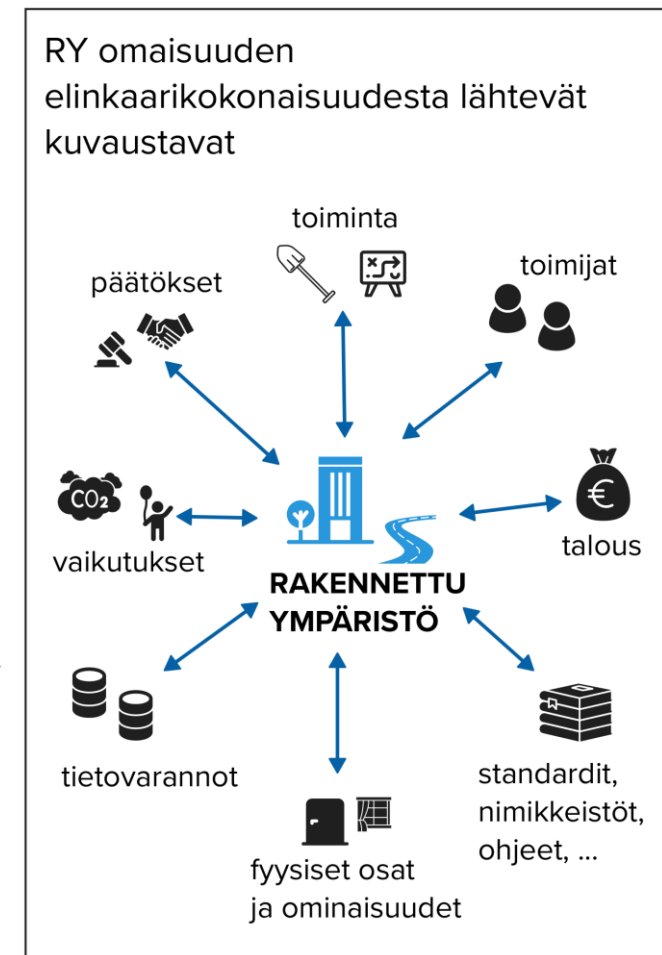 RY omaisuuden
elinkaarikokonaisuudesta lähtevät
kuvaustavat
toiminta
toimijat
päätökset
CO₂
vaikutukset
€
talous
RAKENNETTU
YMPÄRISTÖ
tietovarannot
standardit,
nimikkeistöt,
ohjeet, ...
fyysiset osat
ja ominaisuudet